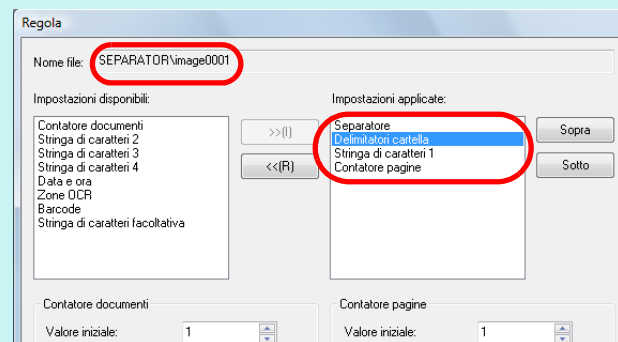 Regola
Nome file: SEPARATOR\image0001
Impostazioni disponibili:
Contatore documenti
Stringa di caratteri 2
Stringa di caratteri 3
Stringa di caratteri 4
Data e ora
Zone OCR
Barcode
Stringa di caratteri facoltativa
>>(I)
<<(R)
Impostazioni applicate:
Separatore
Delimitatori cartella
Stringa di caratteri 1
Contatore pagine
Sopra
Sotto
Contatore documenti
Valore iniziale: 1
Contatore pagine
Valore iniziale: 1